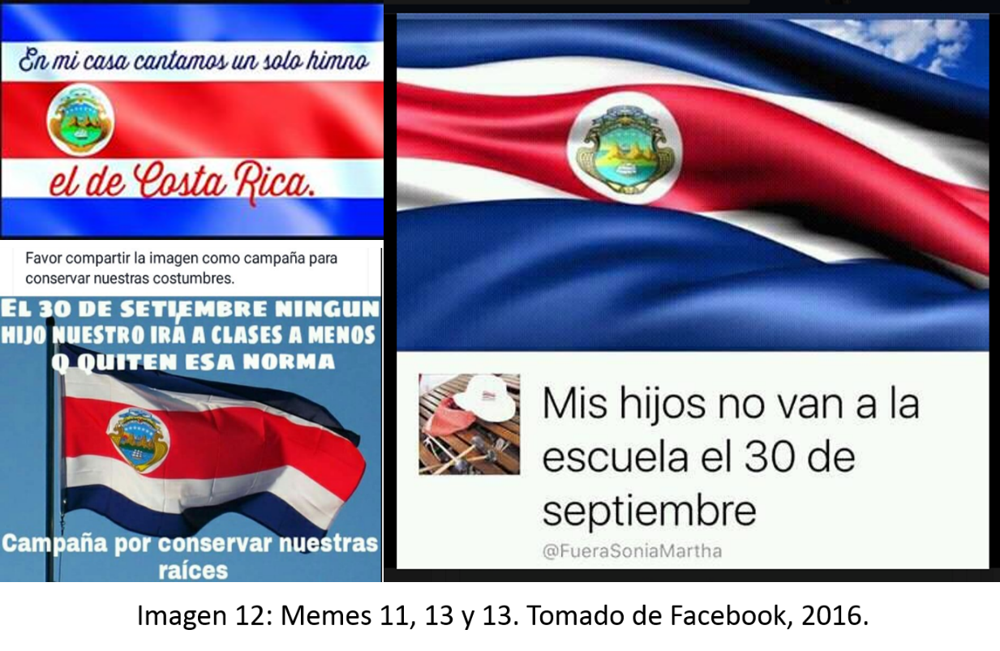 En mi casa cantamos un solo himno
el de Costa Rica.
Favor compartir la imagen como campaña para
conservar nuestras costumbres.
EL 30 DE SETIEMBRE NINGUN
HIJO NUESTRO IRÁ A CLASES A MENOS
Q QUITEN ESA NORMA
Campaña por conservar nuestras
raíces
Mis hijos no van a la
escuela el 30 de
septiembre
@FueraSoniaMartha
Imagen 12: Memes 11, 13 y 13. Tomado de Facebook, 2016.